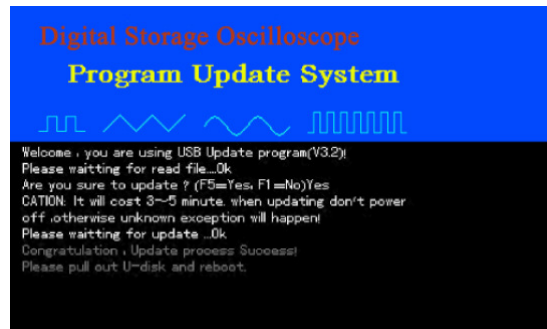 Digital Storage Oscilloscope
Program Update System
Welcome , you are using USB Update program(V3.2)!
Please waitting for read file...Ok
Are you sure to update ? (F5=Yes, F1=No)Yes
CATION: It will cost 3~5 minute. when updating don't power
off ,otherwise unknown exception will happen!
Please waitting for update ...Ok
Congratulation , Update process Success!
Please pull out U-disk and reboot.